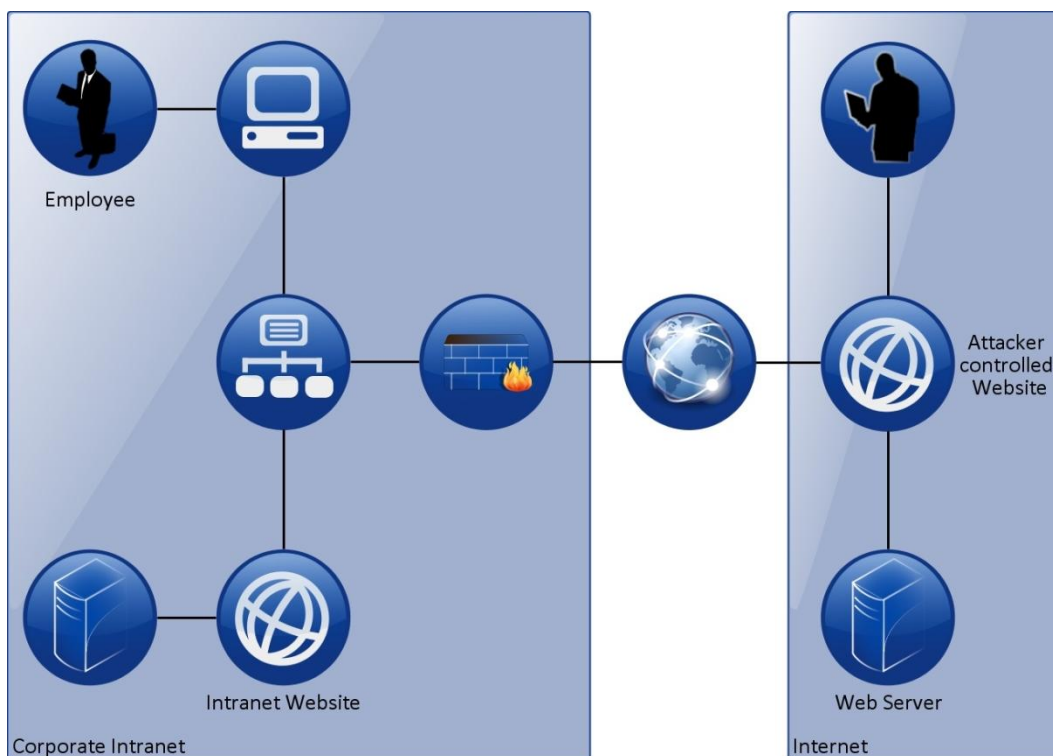 Employee
Attacker
controlled
Website
Intranet Website
Web Server
Corporate Intranet
Internet